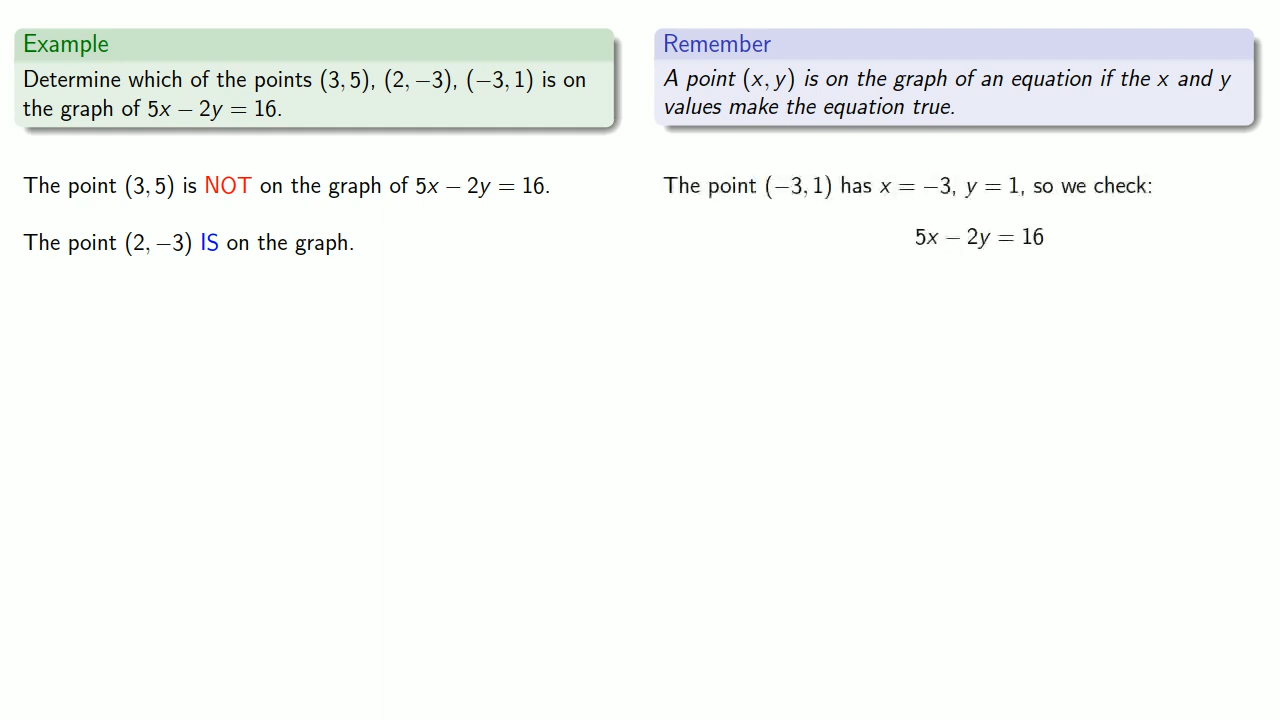 Example
Determine which of the points (3, 5), (2, −3), (−3, 1) is on
the graph of 5x − 2y = 16.
Remember
A point (x, y) is on the graph of an equation if the x and y
values make the equation true.
The point (3, 5) is NOT on the graph of 5x − 2y = 16.
The point (2, −3) IS on the graph.
The point (−3, 1) has x = −3, y = 1, so we check:
5x − 2y = 16